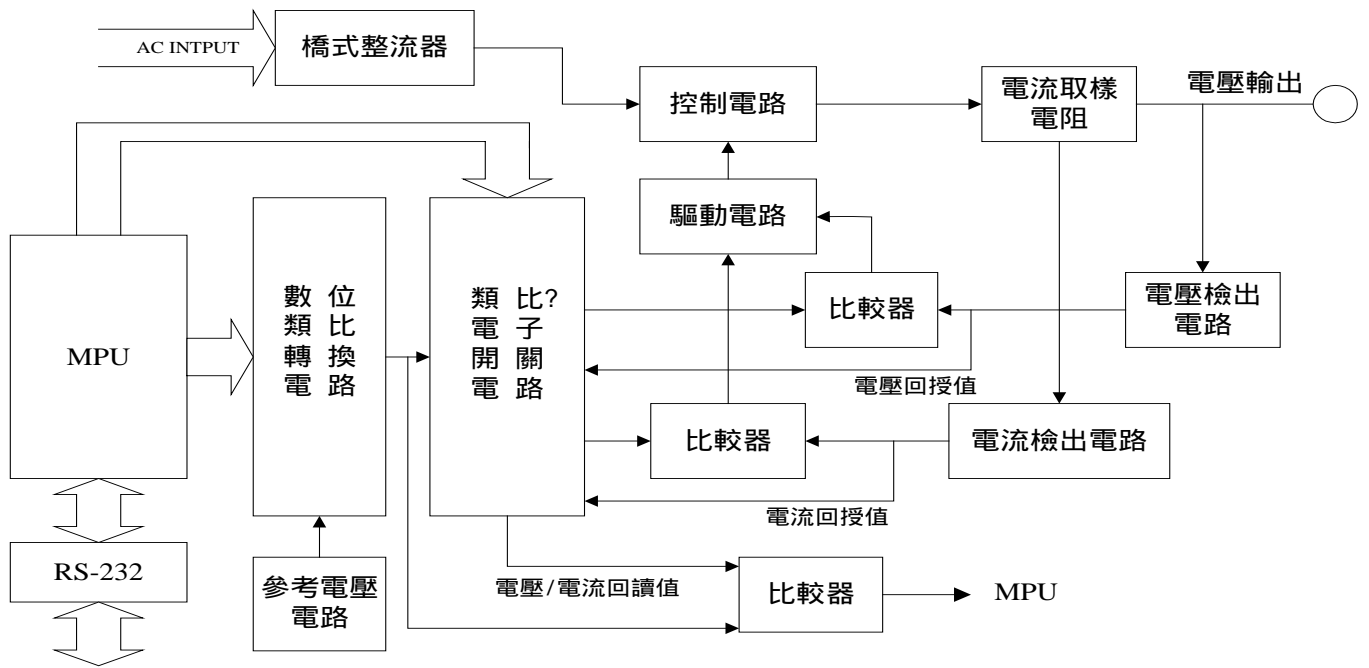 AC INTPUT
橋式整流器
控制電路
電流取樣
電阻
電壓輸出
驅動電路
MPU
數位
類比
轉換
電路
類比?
電子
開關
電路
比較器
電壓檢出
電路
電壓回授值
比較器
電流檢出電路
電流回授值
RS-232
參考電壓
電路
電�/電流回讀值
比較器
MPU